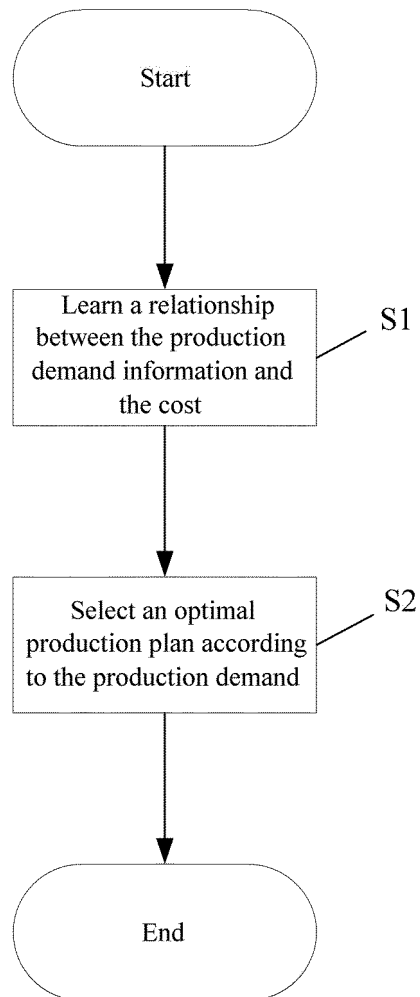 Start
Learn a relationship
between the production
demand information and
the cost
S1
Select an optimal
production plan according
to the production demand
S2
End